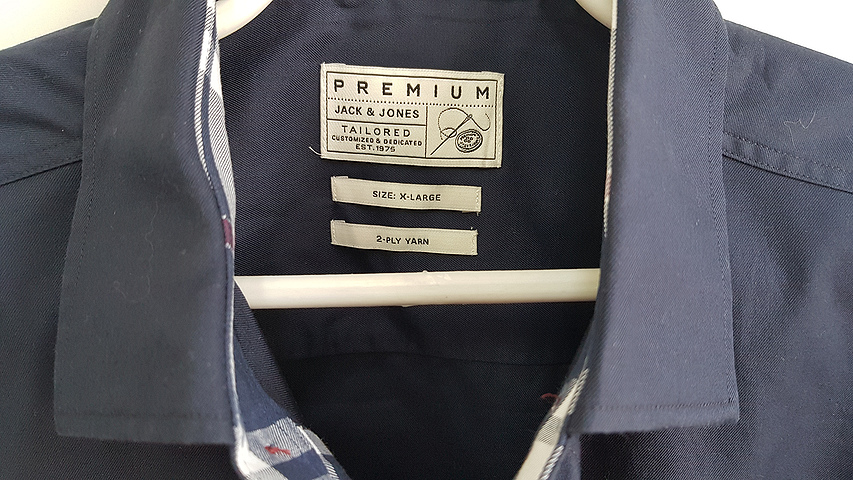 PREMIUM
JACK & JONES
TAILORED
CUSTOMIZED & DEDICATED
EST. 1975
SIZE: X-LARGE
2-PLY YARN